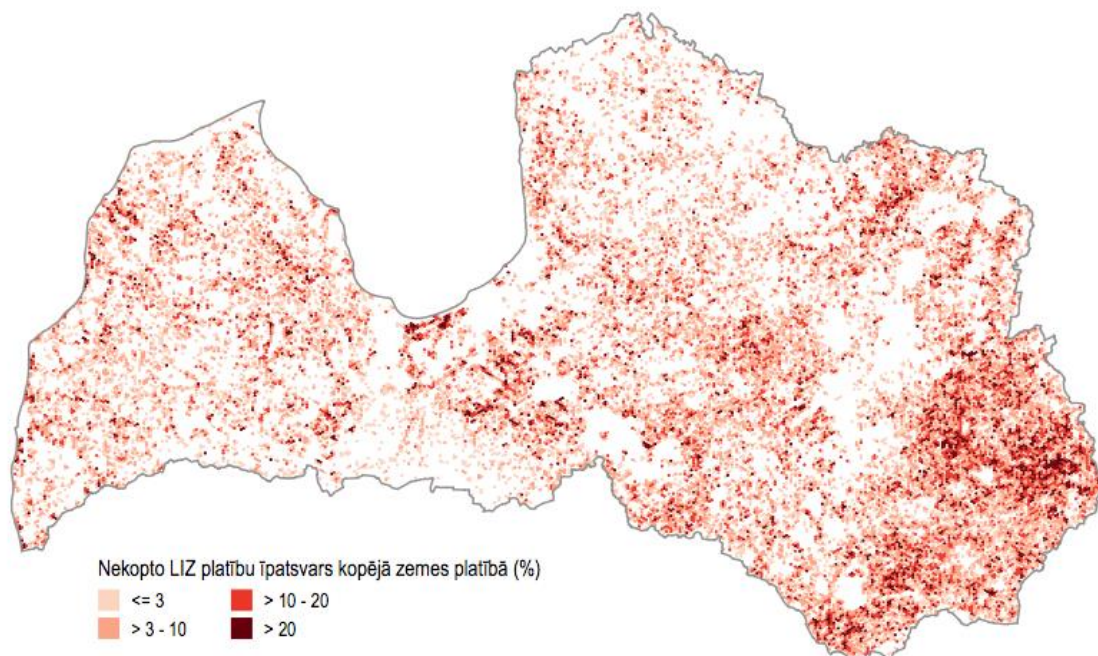 Nekopto LIZ platību īpatsvars kopējā zemes platībā (%)
<= 3
> 10 - 20
> 3 - 10
> 20